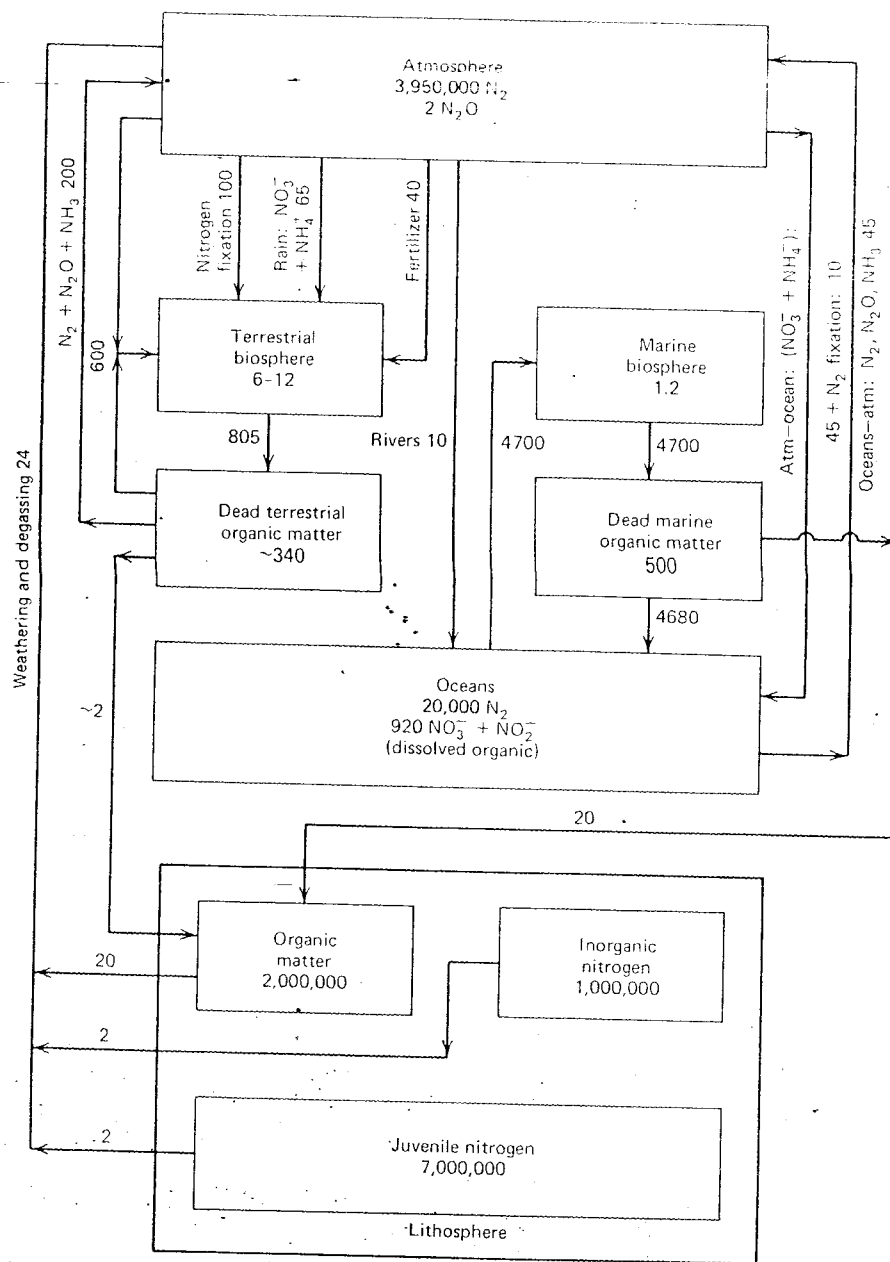 Atmosphere
3,950,000 N₂
2 N₂O
N₂ + N₂O + NH₃ 200
Nitrogen
fixation 100
Rain: NO₃⁻
+ NH₄⁺ 65
Fertilizer 40
Atm–ocean: (NO₃⁻ + NH₄⁻):
45 + N₂ fixation: 10
Oceans–atm: N₂, N₂O, NH₃ 45
600
Terrestrial
biosphere
6-12
Marine
biosphere
1.2
805
Rivers 10
4700
4700
Weathering and degassing 24
Dead terrestrial
organic matter
~340
Dead marine
organic matter
500
4680
~2
Oceans
20,000 N₂
920 NO₃⁻ + NO₂⁻
(dissolved organic)
20
Organic
matter
2,000,000
Inorganic
nitrogen
1,000,000
20
2
2
Juvenile nitrogen
7,000,000
Lithosphere